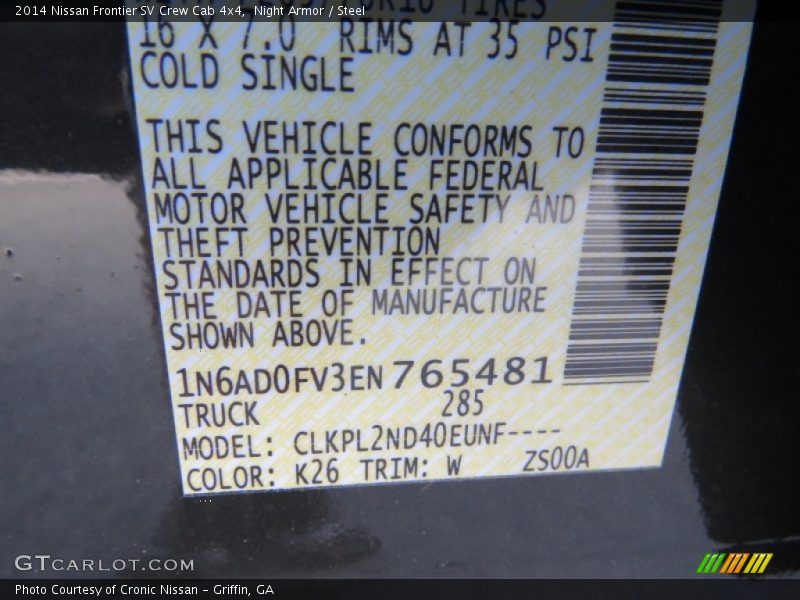 2014 Nissan Frontier SV Crew Cab 4x4, Night Armor / Steel
TIRES
16 X 7.0 RIMS AT 35 PSI
COLD SINGLE
THIS VEHICLE CONFORMS TO
ALL APPLICABLE FEDERAL
MOTOR VEHICLE SAFETY AND
THEFT PREVENTION
STANDARDS IN EFFECT ON
THE DATE OF MANUFACTURE
SHOWN ABOVE.
1N6AD0FV3EN765481
TRUCK 285
MODEL: CLKPL2ND40EUNF----
COLOR: K26 TRIM: W ZS00A
GTCARLOT.COM
Photo Courtesy of Cronic Nissan - Griffin, GA